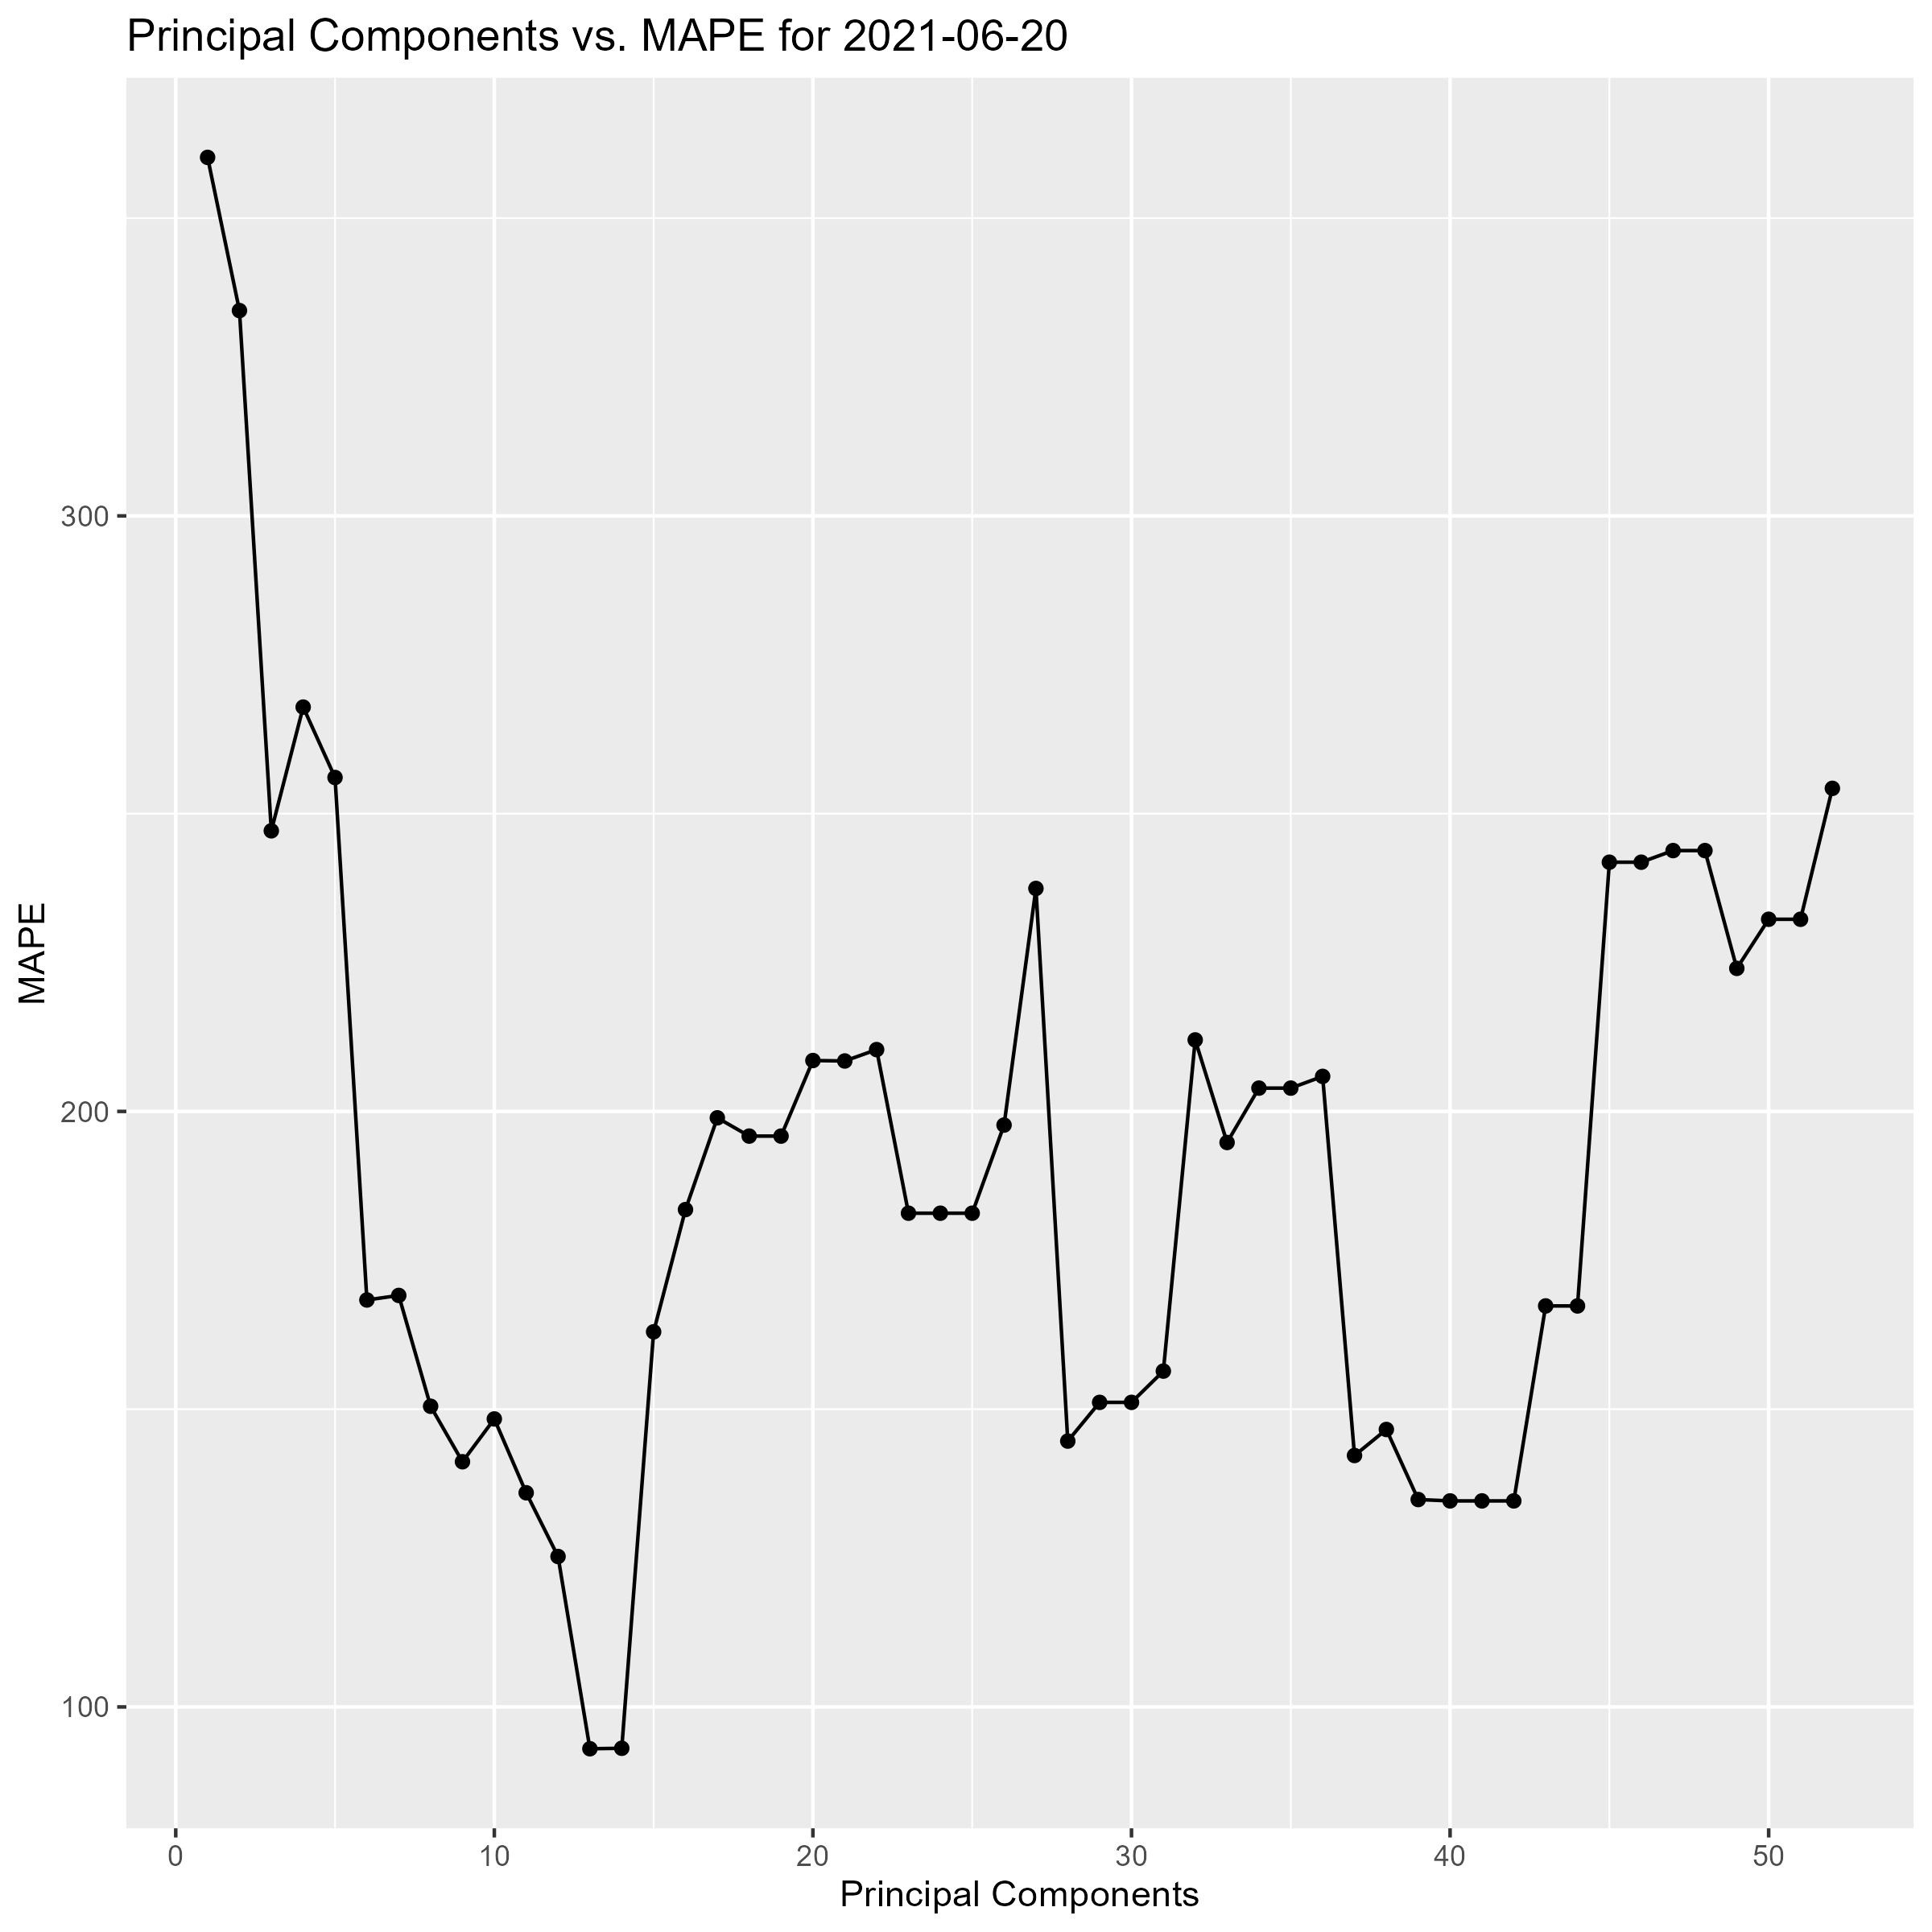 Principal Components vs. MAPE for 2021-06-20
MAPE
300
200
100
0 10 20 30 40 50
Principal Components